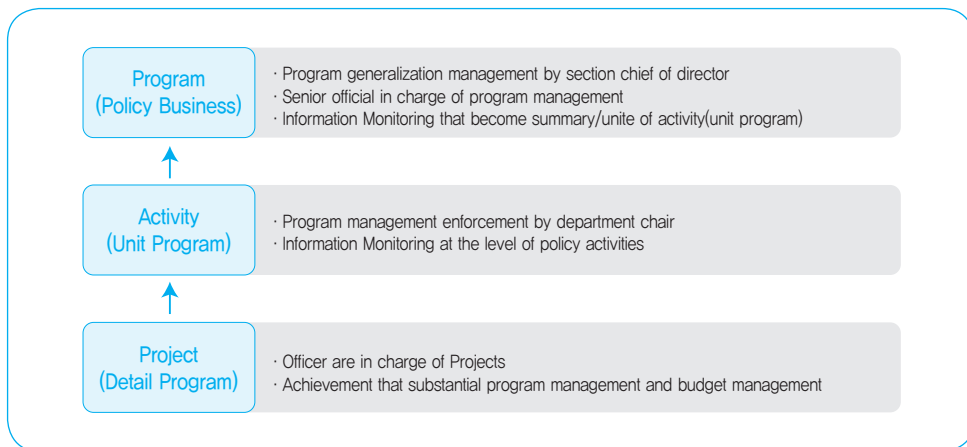 Program
(Policy Business)
· Program generalization management by section chief of director
· Senior official in charge of program management
· Information Monitoring that become summary/unite of activity(unit program)
Activity
(Unit Program)
· Program management enforcement by department chair
· Information Monitoring at the level of policy activities
Project
(Detail Program)
· Officer are in charge of Projects
· Achievement that substantial program management and budget management